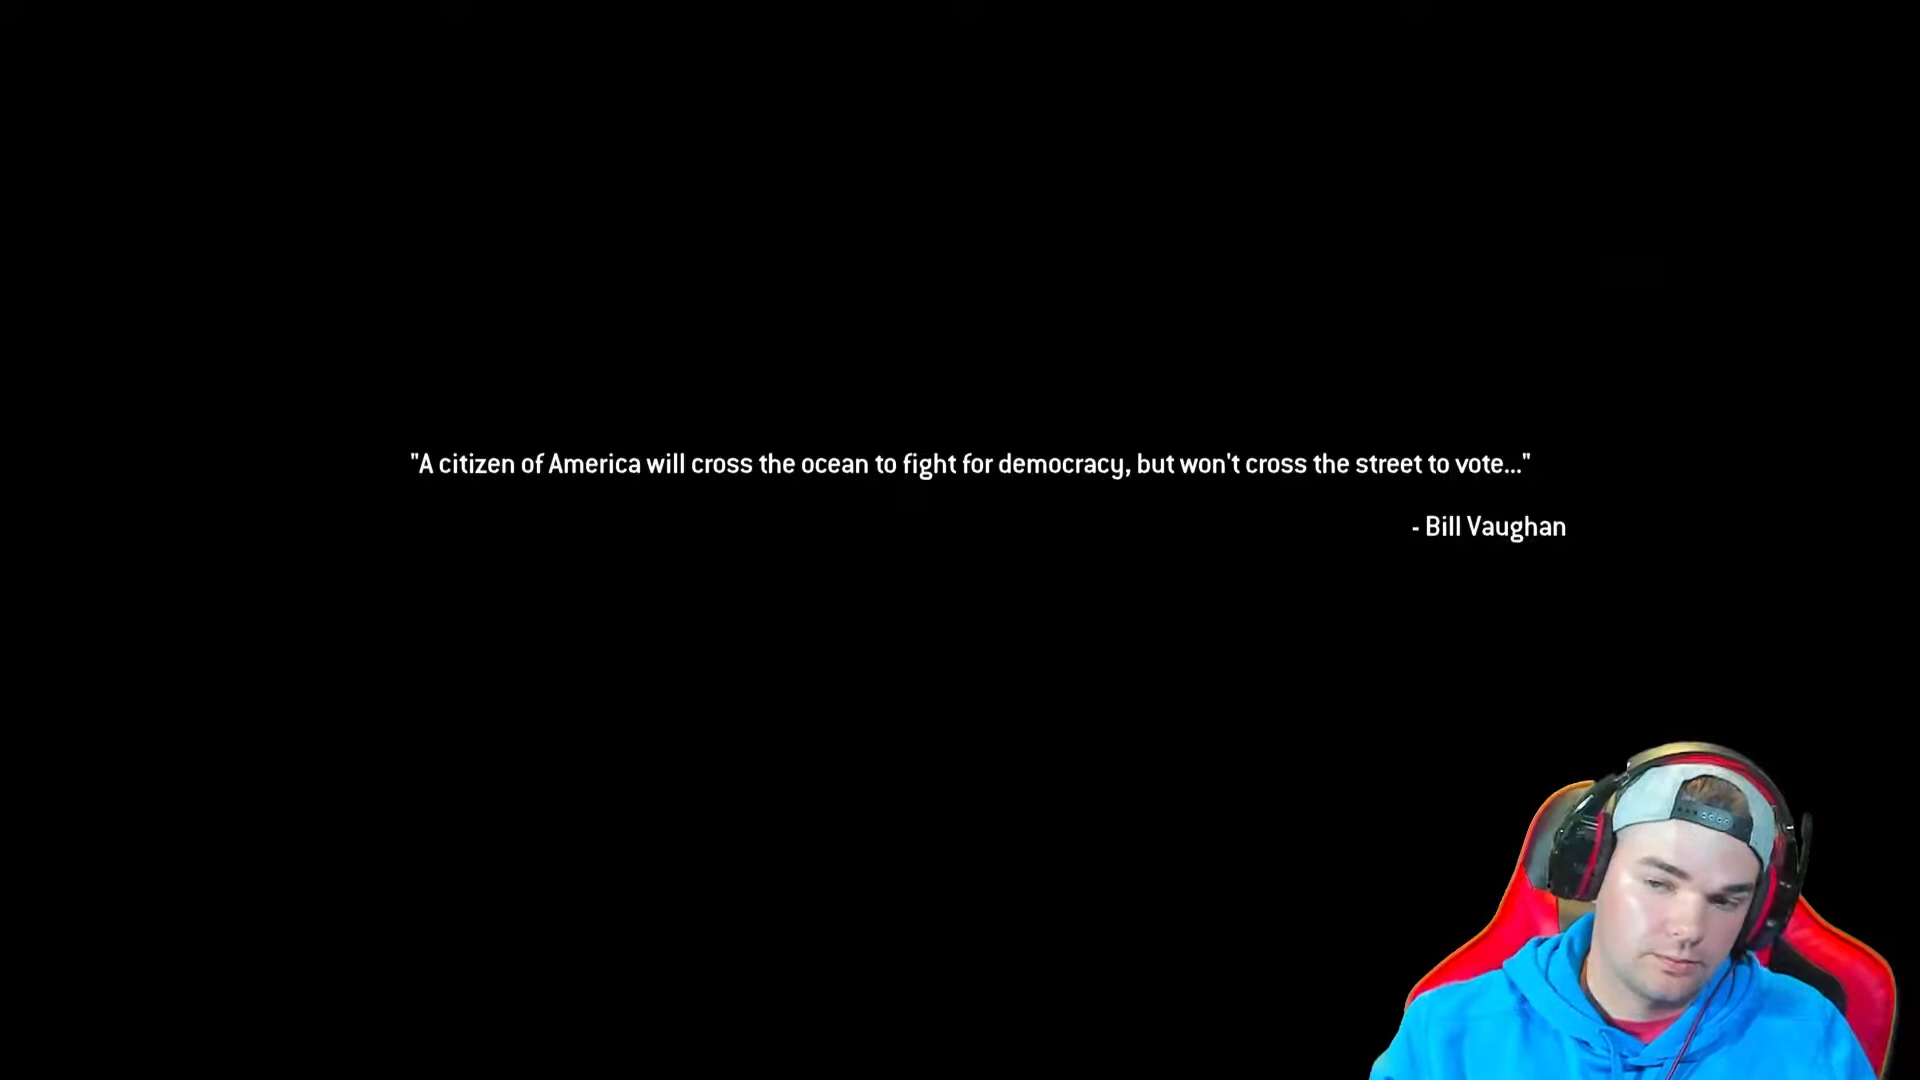 "A citizen of America will cross the ocean to fight for democracy, but won't cross the street to vote..."
- Bill Vaughan